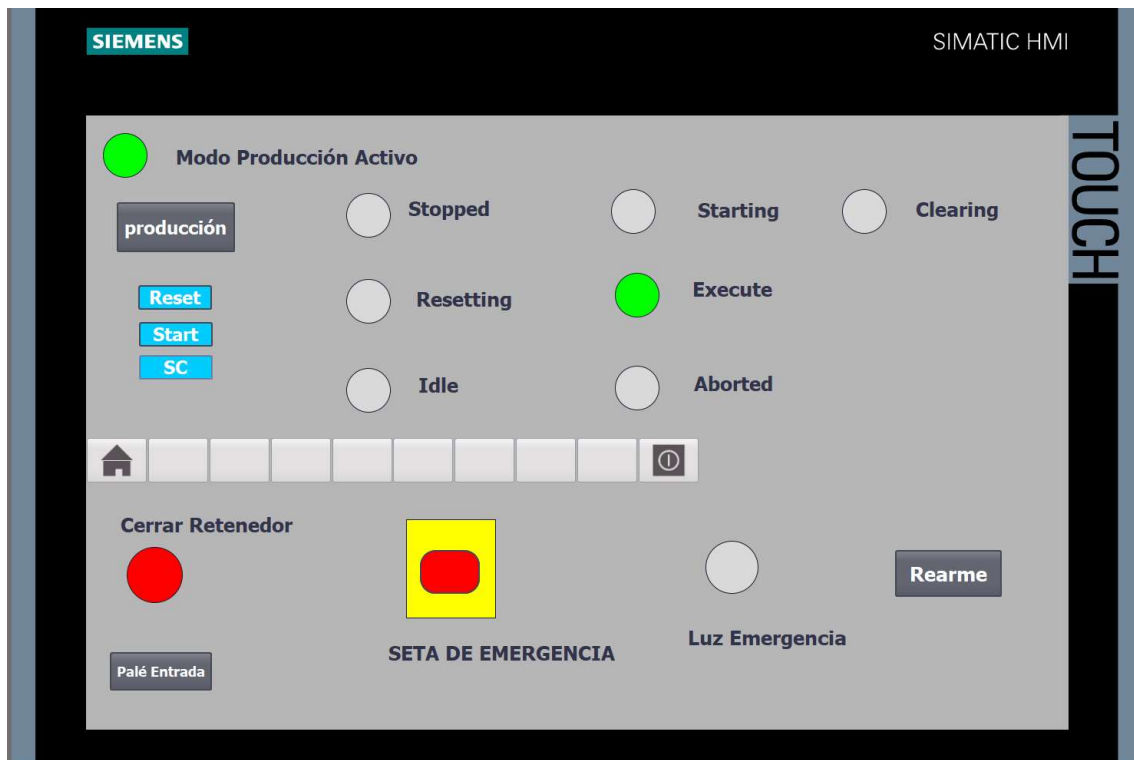 SIEMENS
SIMATIC HMI
TOUCH
Modo Producción Activo
producción
Stopped
Starting
Clearing
Reset
Resetting
Execute
Start
SC
Idle
Aborted
Cerrar Retenedor
Rearme
SETA DE EMERGENCIA
Luz Emergencia
Palé Entrada